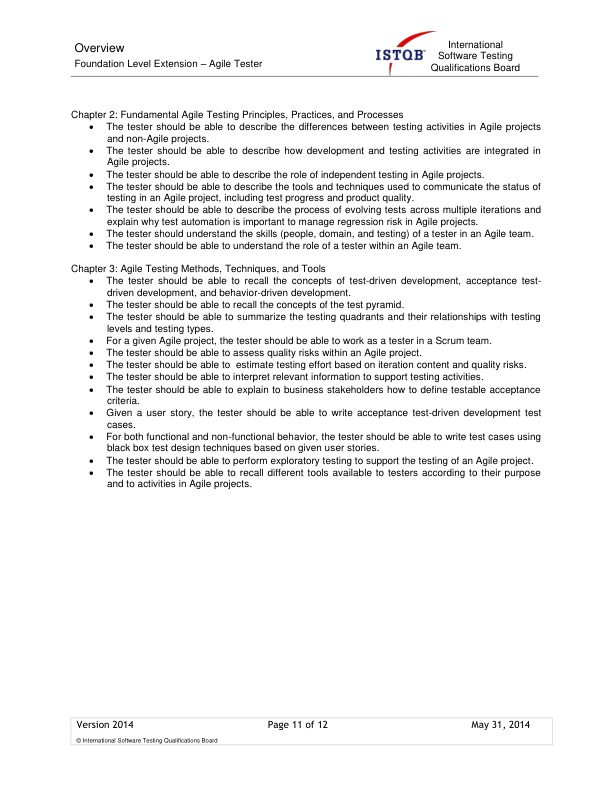 Overview
Foundation Level Extension – Agile Tester
ISTQB
International
Software Testing
Qualifications Board
Chapter 2: Fundamental Agile Testing Principles, Practices, and Processes
• The tester should be able to describe the differences between testing activities in Agile projects
and non-Agile projects.
• The tester should be able to describe how development and testing activities are integrated in
Agile projects.
• The tester should be able to describe the role of independent testing in Agile projects.
• The tester should be able to describe the tools and techniques used to communicate the status of
testing in an Agile project, including test progress and product quality.
• The tester should be able to describe the process of evolving tests across multiple iterations and
explain why test automation is important to manage regression risk in Agile projects.
• The tester should understand the skills (people, domain, and testing) of a tester in an Agile team.
• The tester should be able to understand the role of a tester within an Agile team.
Chapter 3: Agile Testing Methods, Techniques, and Tools
• The tester should be able to recall the concepts of test-driven development, acceptance test-
driven development, and behavior-driven development.
• The tester should be able to recall the concepts of the test pyramid.
• The tester should be able to summarize the testing quadrants and their relationships with testing
levels and testing types.
• For a given Agile project, the tester should be able to work as a tester in a Scrum team.
• The tester should be able to assess quality risks within an Agile project.
• The tester should be able to  estimate testing effort based on iteration content and quality risks.
• The tester should be able to interpret relevant information to support testing activities.
• The tester should be able to explain to business stakeholders how to define testable acceptance
criteria.
• Given a user story, the tester should be able to write acceptance test-driven development test
cases.
• For both functional and non-functional behavior, the tester should be able to write test cases using
black box test design techniques based on given user stories.
• The tester should be able to perform exploratory testing to support the testing of an Agile project.
• The tester should be able to recall different tools available to testers according to their purpose
and to activities in Agile projects.
Version 2014 Page 11 of 12 May 31, 2014
© International Software Testing Qualifications Board